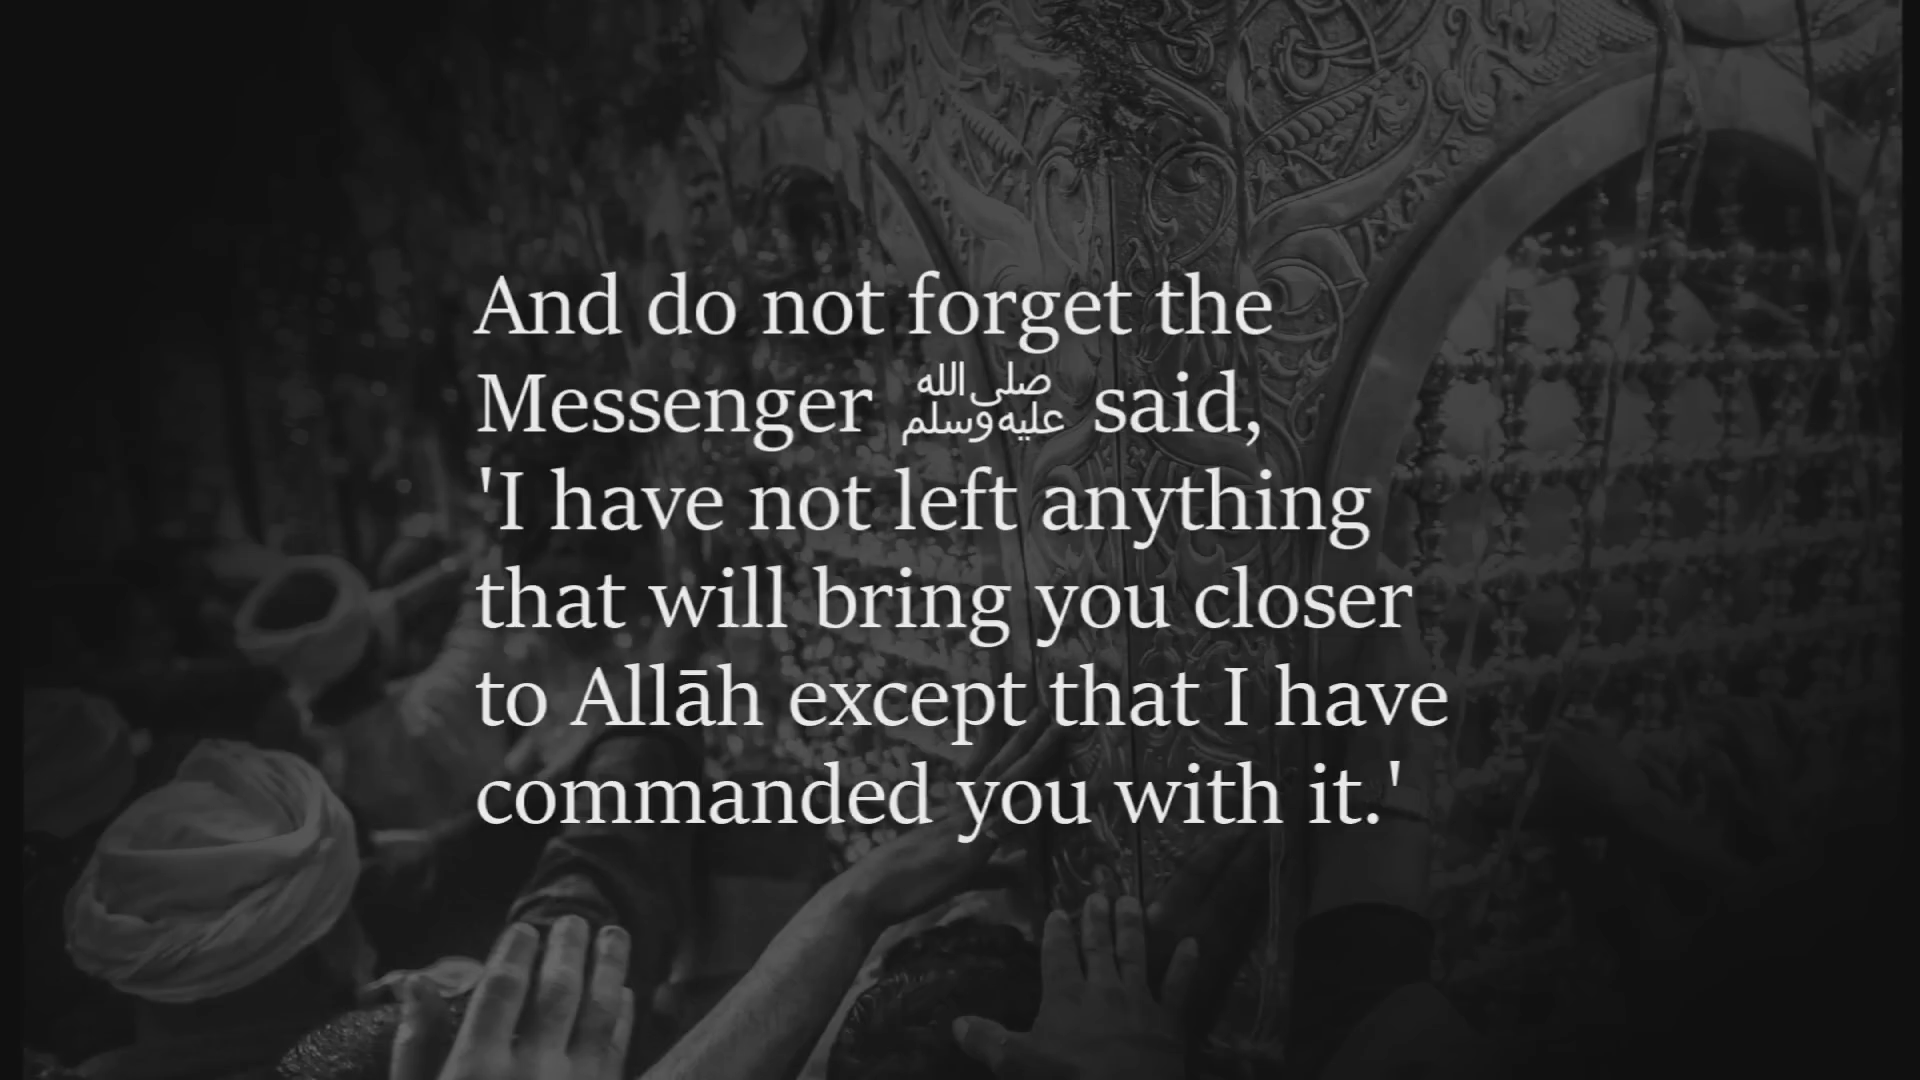 And do not forget the
Messenger ﷺ said,
'I have not left anything
that will bring you closer
to Allāh except that I have
commanded you with it.'